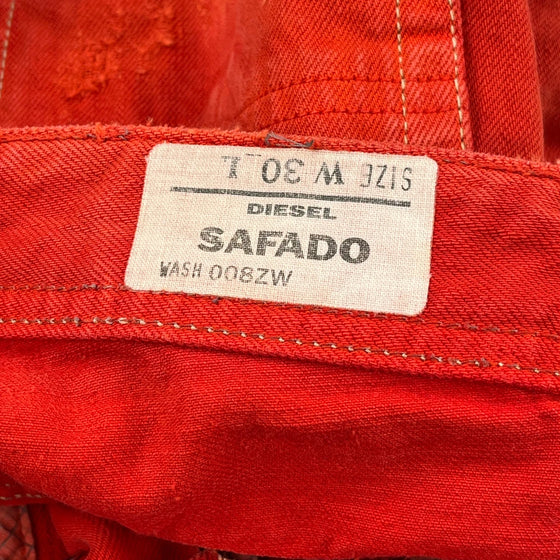 SIZE W 30 L
DIESEL
SAFADO
WASH 008ZW